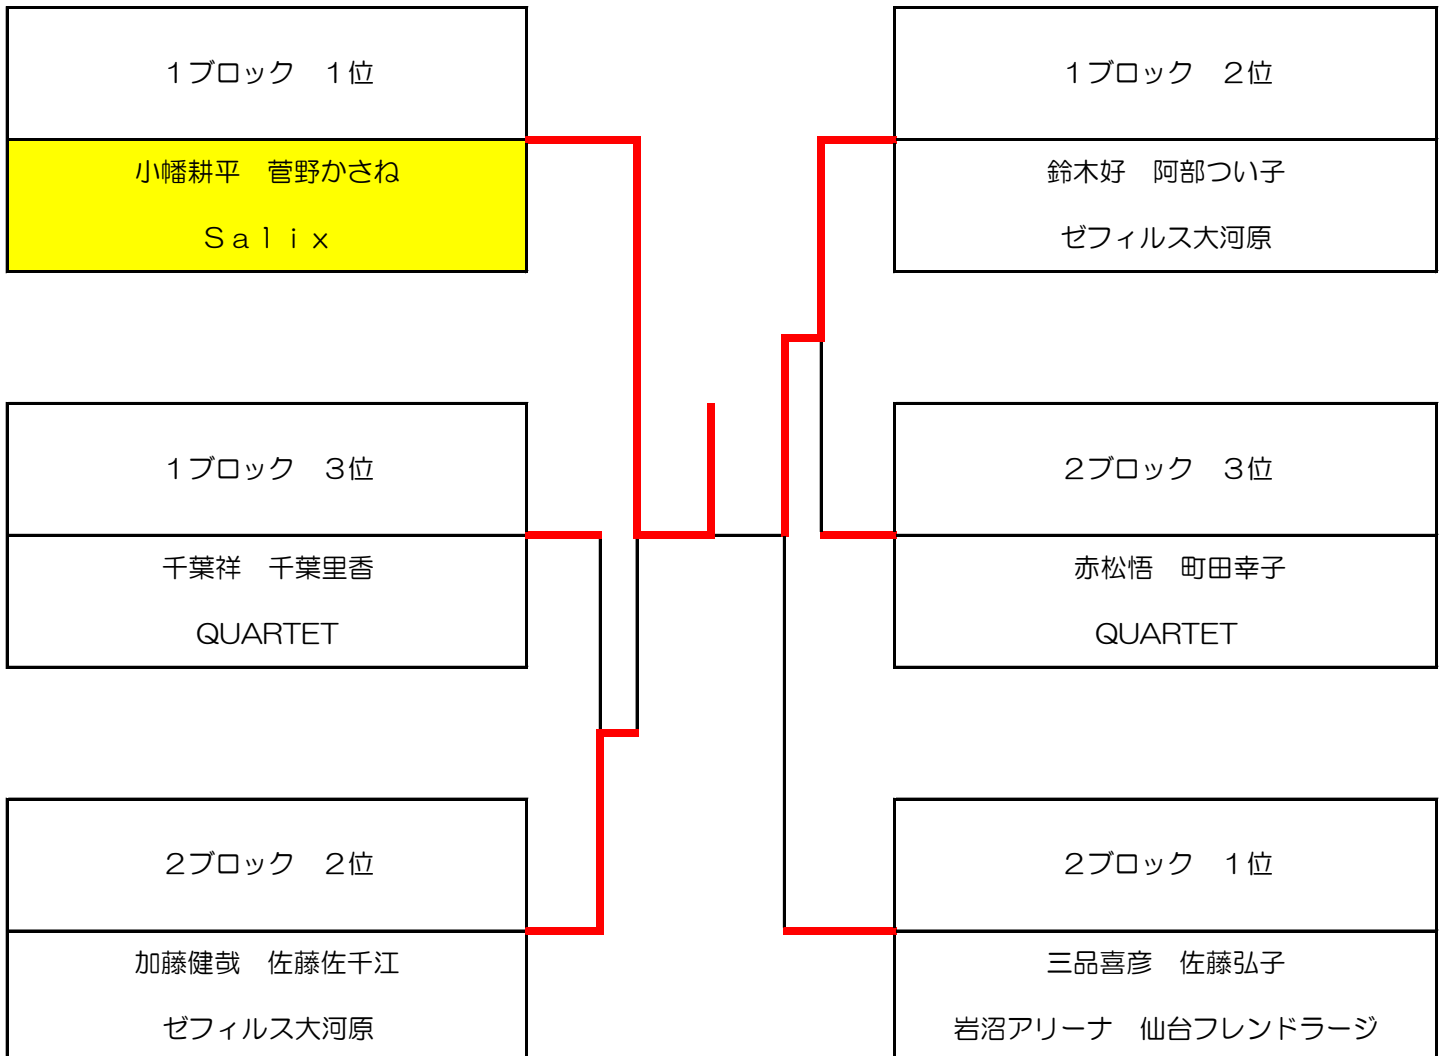 １ブロック　１位
小幡耕平　菅野かさね
Ｓａｌｉｘ
１ブロック　３位
千葉祥　千葉里香
QUARTET
２ブロック　２位
加藤健哉　佐藤佐千江
ゼフィルス大河原
１ブロック　２位
鈴木好　阿部つい子
ゼフィルス大河原
２ブロック　３位
赤松悟　町田幸子
QUARTET
２ブロック　１位
三品喜彦　佐藤弘子
岩沼アリーナ　仙台フレンドラージ